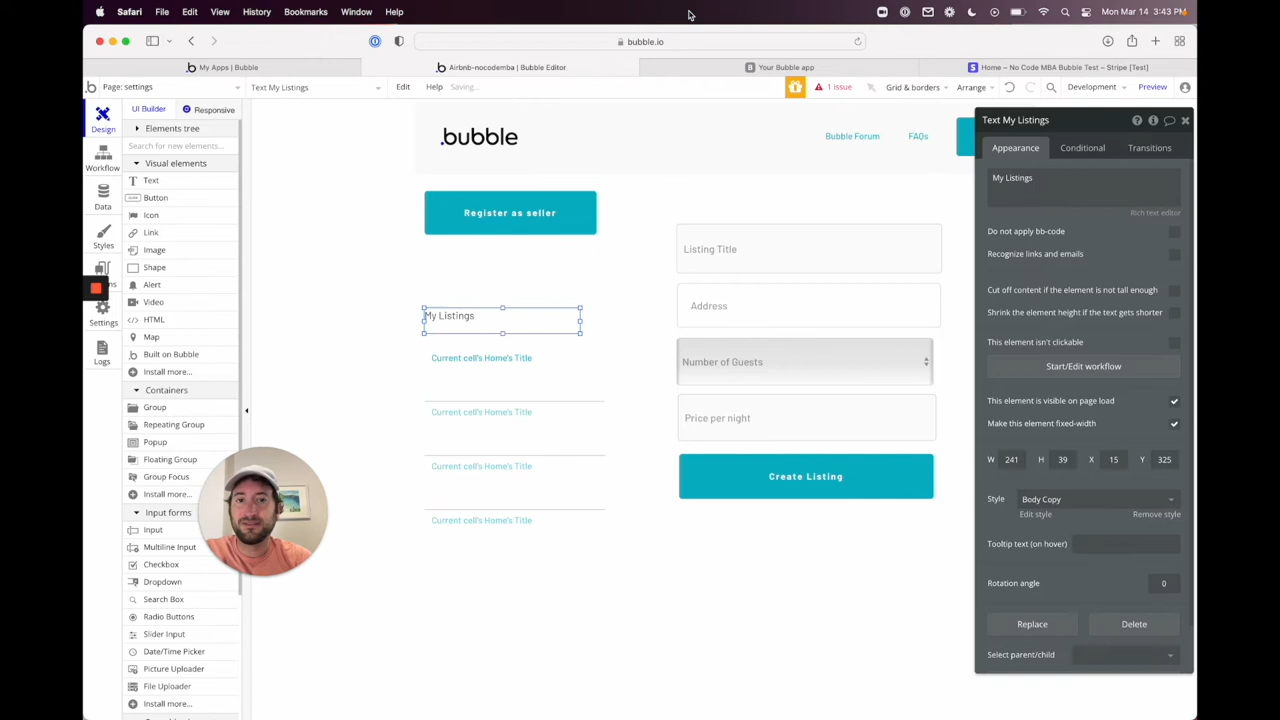 Safari File Edit View History Bookmarks Window Help
Mon Mar 14 3:43 PM
bubble.io
.b My Apps | Bubble
.b Airbnb-nocodemba | Bubble Editor
B Your Bubble app
S Home – No Code MBA Bubble Test – Stripe [Test]
.b Page: settings
Text My Listings
Edit
Help
Saving...
1 issue
Grid & borders
Arrange
Development
Preview
Design
Workflow
Data
Styles
ns
Settings
Logs
UI Builder
Responsive
Elements tree
Search for new elements...
Visual elements
T Text
CLICK Button
Icon
Link
Image
Shape
Alert
Video
</> HTML
Map
Built on Bubble
Install more...
Containers
Group
Repeating Group
Popup
Floating Group
Group Focus
Install more...
Input forms
Input
Multiline Input
Checkbox
Dropdown
Search Box
Radio Buttons
Slider Input
Date/Time Picker
Picture Uploader
File Uploader
Install more...
.bubble
Bubble Forum
FAQs
Register as seller
My Listings
Current cell's Home's Title
Current cell's Home's Title
Current cell's Home's Title
Current cell's Home's Title
Listing Title
Address
Number of Guests
Price per night
Create Listing
Text My Listings
Appearance
Conditional
Transitions
My Listings
Rich text editor
Do not apply bb-code
Recognize links and emails
Cut off content if the element is not tall enough
Shrink the element height if the text gets shorter
This element isn't clickable
Start/Edit workflow
This element is visible on page load
Make this element fixed-width
W 241 H 39 X 15 Y 325
Style Body Copy
Edit style
Remove style
Tooltip text (on hover)
Rotation angle 0
Replace
Delete
Select parent/child